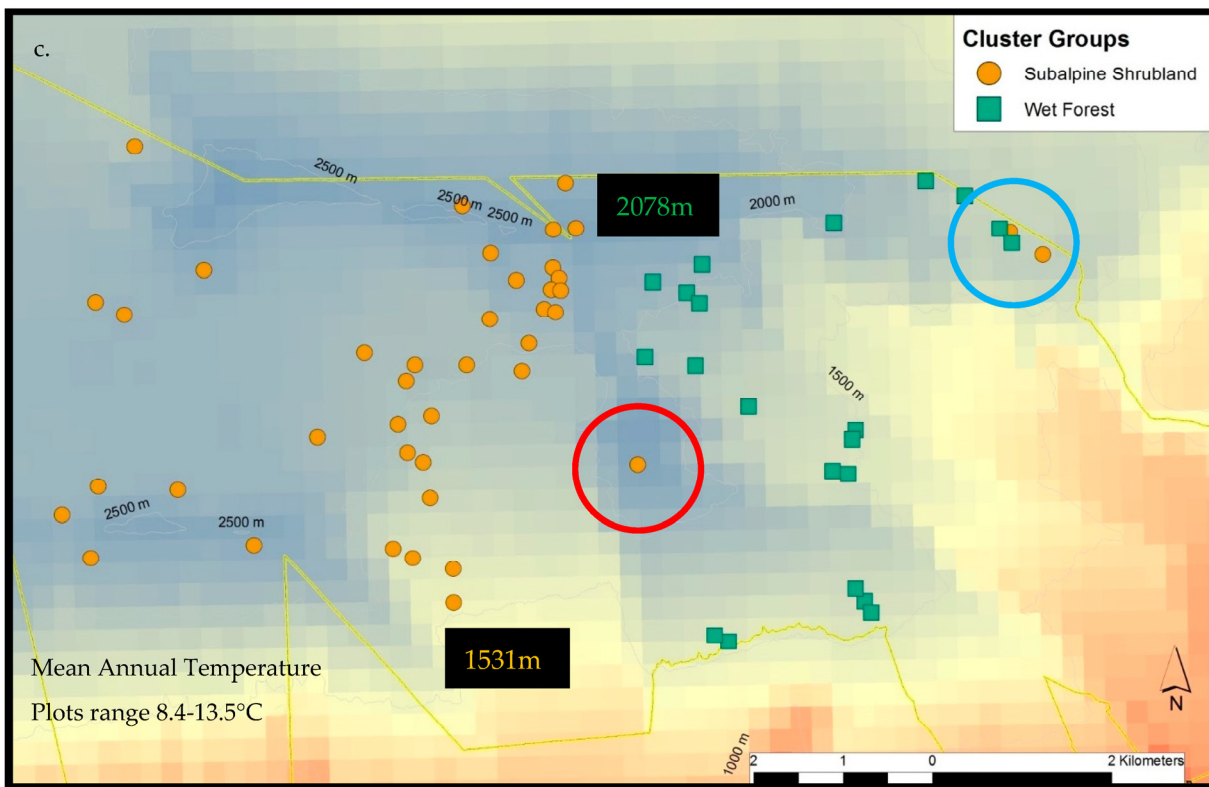 c.
Cluster Groups
Subalpine Shrubland
Wet Forest
2500 m
2500 m
2500 m
2078m
2000 m
1500 m
2500 m
2500 m
1531m
Mean Annual Temperature
Plots range 8.4-13.5°C
N
1000 m
2 1 0 2 Kilometers